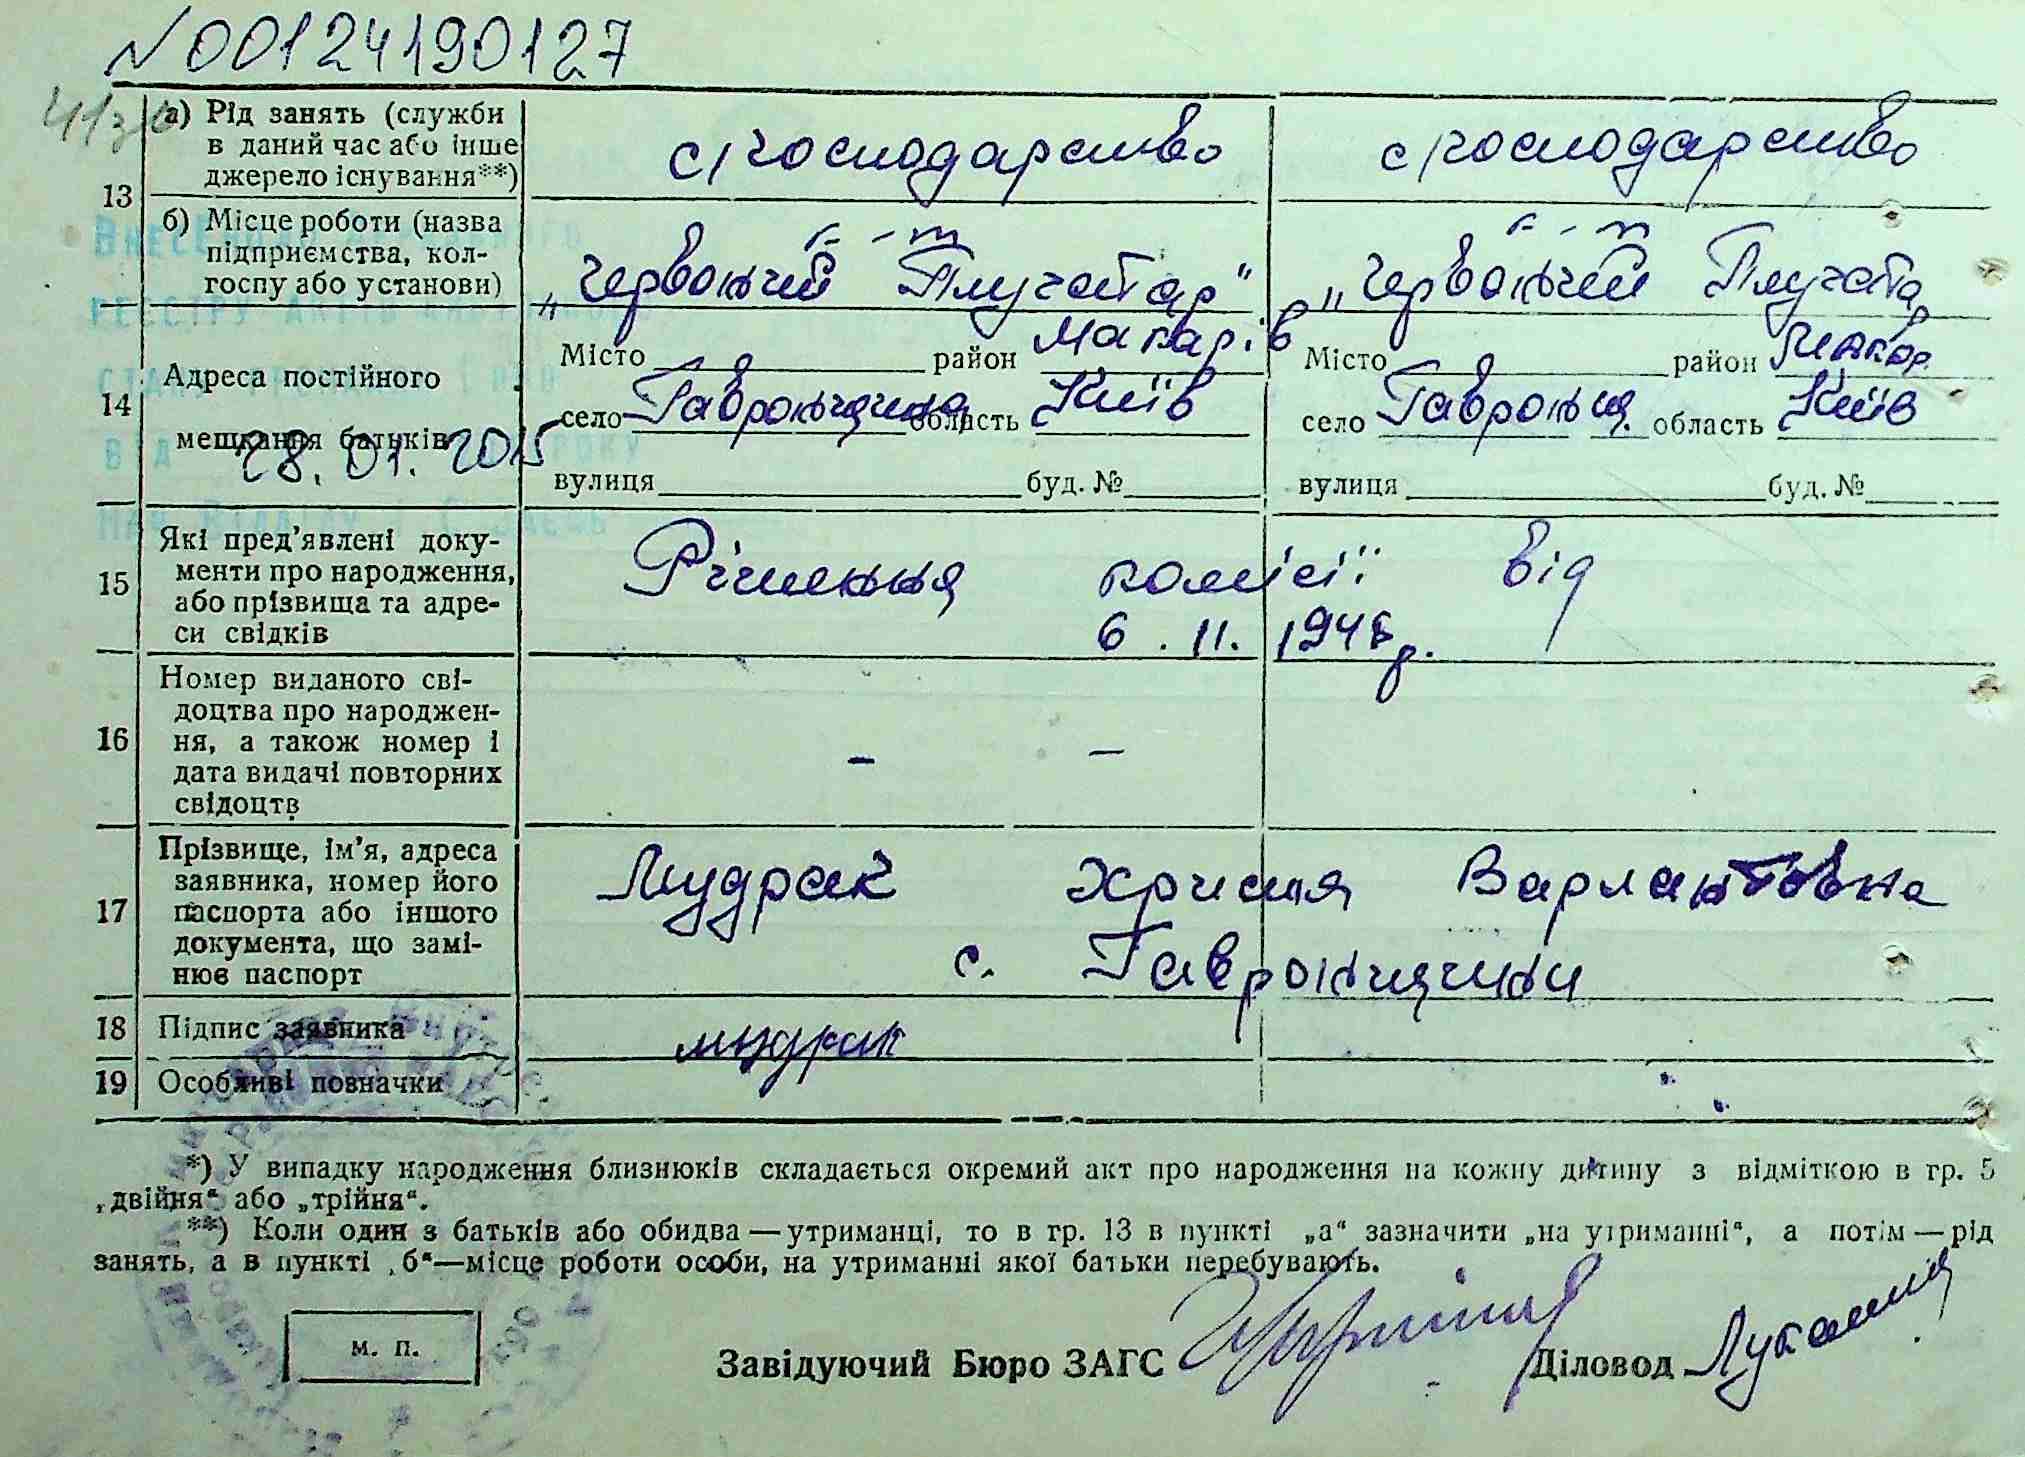 N00124190127
13 а) Рід занять (служби в даний час або інше джерело існування**)
с/господарство с/господарство
б) Місце роботи (назва підприємства, колгоспу або установи)
к-т к-т
„Червоний Плугатар" „Червоний Плугатар
14 Адреса постійного мешкання батьків
Місто район Макарів Місто район Макар.
село Гавронщина область Київ село Гавронщ. область Київ
вулиця буд. № вулиця буд. №
28.01.2015
15 Які пред'явлені документи про народження, або прізвища та адреси свідків
Рішення комісії від
6.11.194 р.
16 Номер виданого свідоцтва про народження, а також номер і дата видачі повторних свідоцтв
– –
17 Прізвище, ім'я, адреса заявника, номер його паспорта або іншого документа, що замінює паспорт
Мудрак Христя Варлантовна
с. Гавронщини
18 Підпис заявника мудрак
19 Особливі позначки
*) У випадку народження близнюків складається окремий акт про народження на кожну дитину з відміткою в гр. 5
„двійня“ або „трійня“.
**) Коли один з батьків або обидва — утриманці, то в гр. 13 в пункті „а“ зазначити „на утриманні“, а потім — рід
занять, а в пункті „б“—місце роботи особи, на утриманні якої батьки перебувають.
м. п.
Завідуючий Бюро ЗАГС Діловод